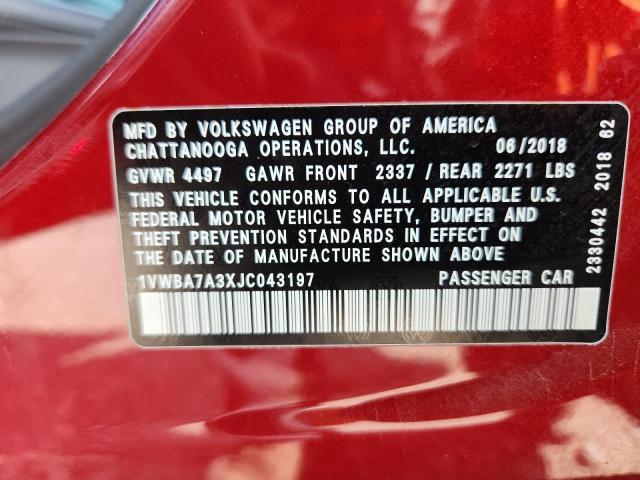 MFD BY VOLKSWAGEN GROUP OF AMERICA
CHATTANOOGA OPERATIONS, LLC. 06/2018
GVWR 4497 GAWR FRONT 2337 / REAR 2271 LBS
THIS VEHICLE CONFORMS TO ALL APPLICABLE U.S.
FEDERAL MOTOR VEHICLE SAFETY, BUMPER AND
THEFT PREVENTION STANDARDS IN EFFECT ON
THE DATE OF MANUFACTURE SHOWN ABOVE
1VWBA7A3XJC043197 PASSENGER CAR
2330442 2018 62